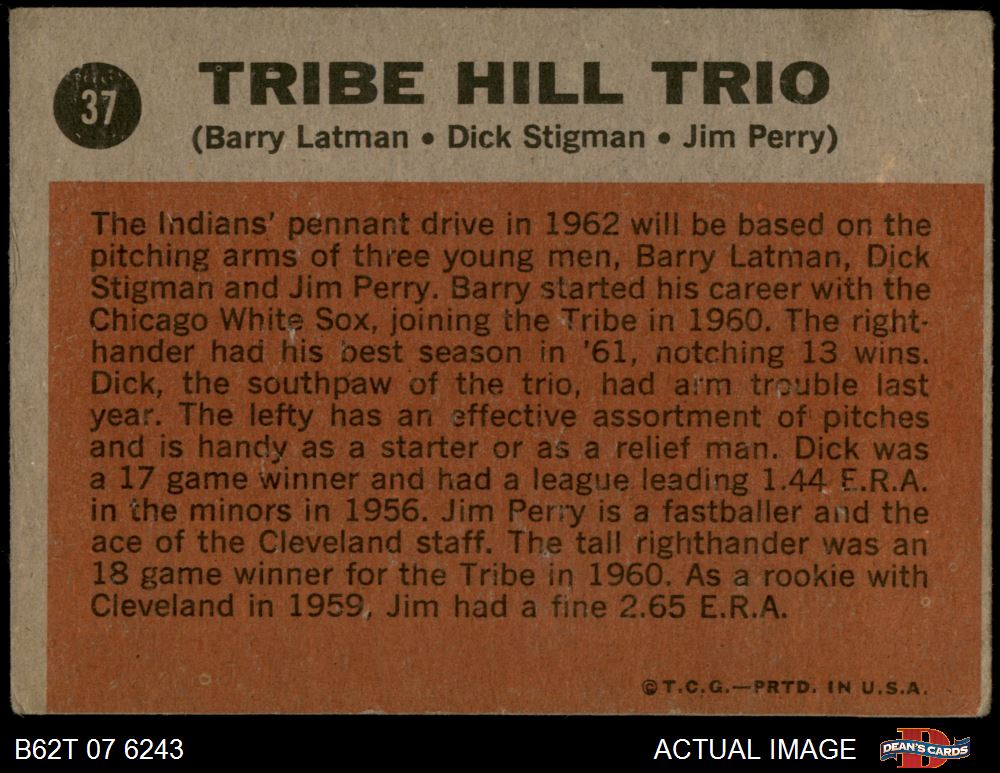 37
TRIBE HILL TRIO
(Barry Latman • Dick Stigman • Jim Perry)
The Indians' pennant drive in 1962 will be based on the
pitching arms of three young men, Barry Latman, Dick
Stigman and Jim Perry. Barry started his career with the
Chicago White Sox, joining the Tribe in 1960. The right-
hander had his best season in '61, notching 13 wins.
Dick, the southpaw of the trio, had arm trouble last
year. The lefty has an effective assortment of pitches
and is handy as a starter or as a relief man. Dick was
a 17 game winner and had a league leading 1.44 E.R.A.
in the minors in 1956. Jim Perry is a fastballer and the
ace of the Cleveland staff. The tall righthander was an
18 game winner for the Tribe in 1960. As a rookie with
Cleveland in 1959, Jim had a fine 2.65 E.R.A.
©T.C.G.—PRTD. IN U.S.A.
B62T 07 6243
ACTUAL IMAGE
DEAN'S CARDS